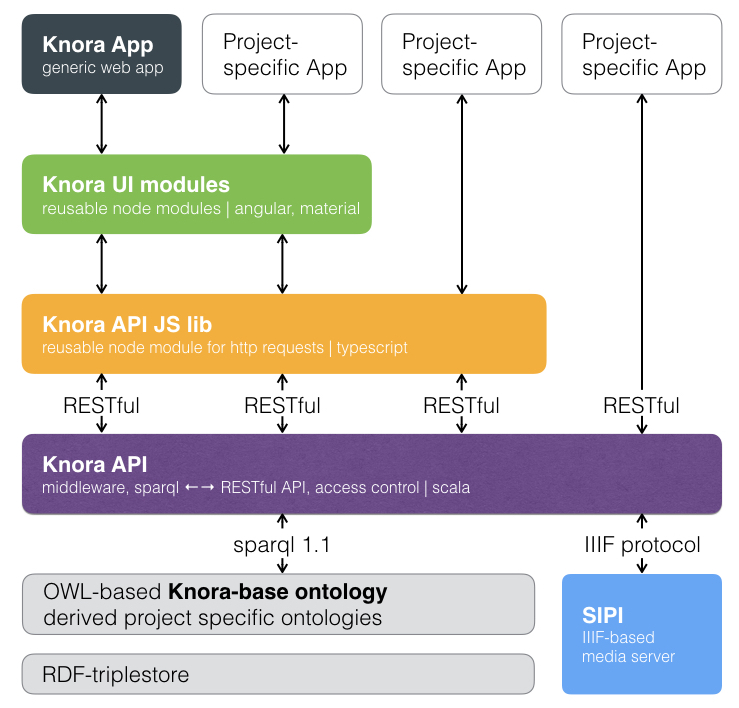 Knora App
generic web app
Project-
specific App
Project-
specific App
Project-
specific App
Knora UI modules
reusable node modules | angular, material
Knora API JS lib
reusable node module for http requests | typescript
RESTful
RESTful
RESTful
RESTful
Knora API
middleware, sparql ←→ RESTful API, access control | scala
sparql 1.1
IIIF protocol
OWL-based Knora-base ontology
derived project specific ontologies
SIPI
IIIF-based
media server
RDF-triplestore